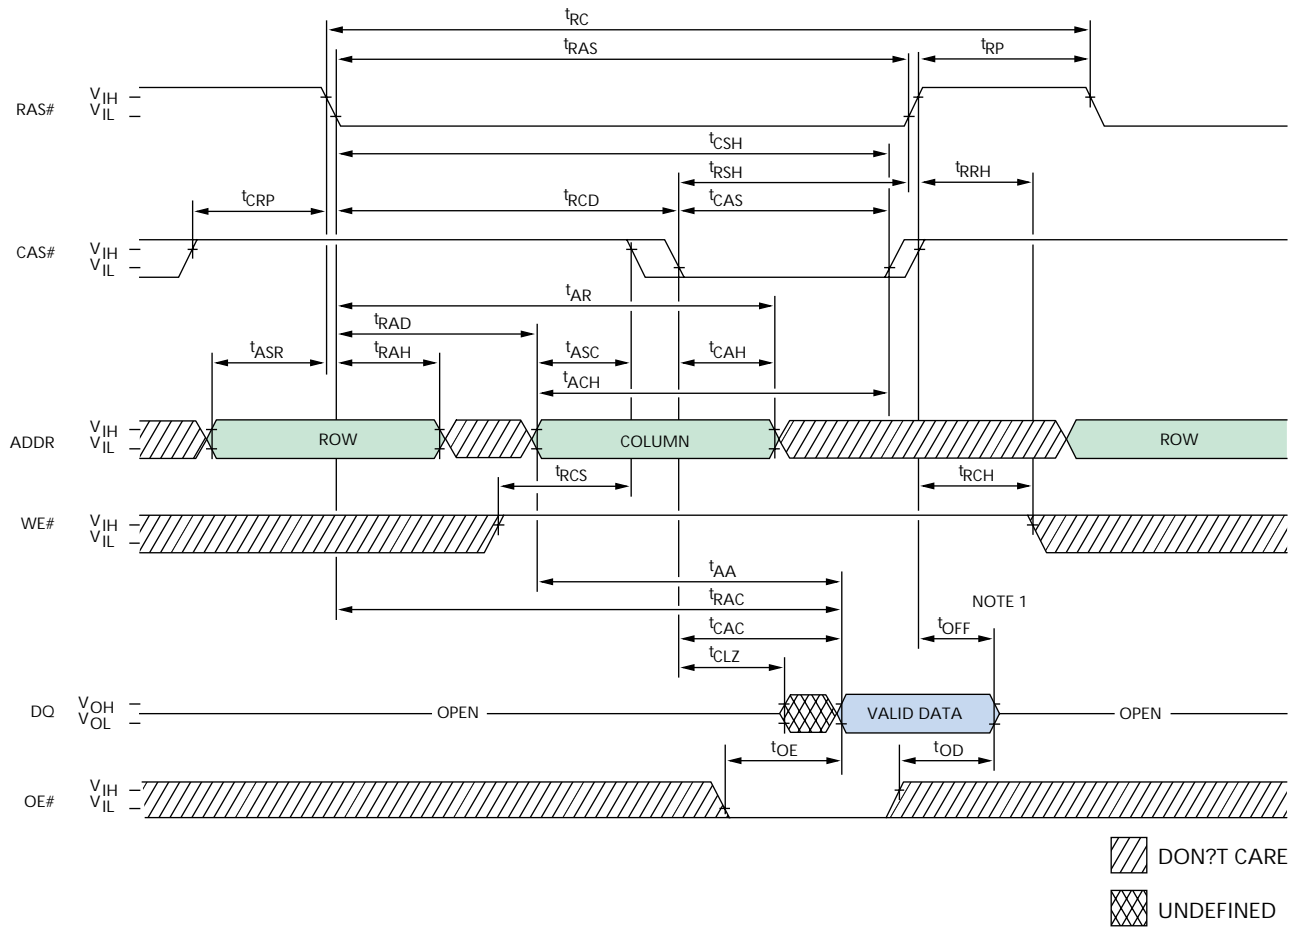 tRC
tRAS
tRP
RAS#
VIH
VIL
tCSH
tRSH
tRRH
tCRP
tRCD
tCAS
CAS#
VIH
VIL
tAR
tRAD
tASR
tRAH
tASC
tCAH
tACH
ADDR
VIH
VIL
ROW
COLUMN
ROW
tRCS
tRCH
WE#
VIH
VIL
tAA
tRAC
NOTE 1
tCAC
tOFF
tCLZ
DQ
VOH
VOL
OPEN
VALID DATA
OPEN
tOE
tOD
OE#
VIH
VIL
DON?T CARE
UNDEFINED